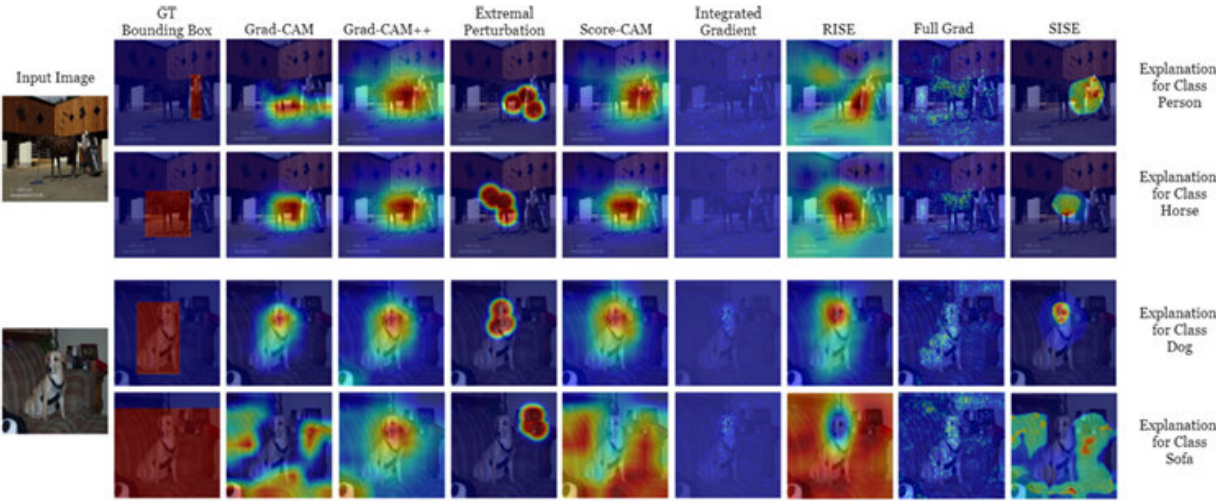 GT
Bounding Box
Grad-CAM
Grad-CAM++
Extremal
Perturbation
Score-CAM
Integrated
Gradient
RISE
Full Grad
SISE
Input Image
Explanation
for Class
Person
Explanation
for Class
Horse
Explanation
for Class
Dog
Explanation
for Class
Sofa